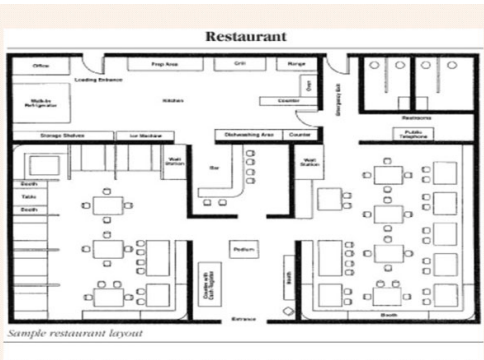 Restaurant
Office
Prep Area
Grill
Range
Loading Entrance
Oven
Walk-in
Refrigerator
Kitchen
Counter
Emergency Exit
Restrooms
Storage Shelves
Ice Machine
Dishwashing Area
Counter
Public
Telephone
Wait
Station
Bar
Wait
Station
Booth
Table
Booth
Podium
Counter with
Cash Register
Bench
Booth
Entrance
Sample restaurant layout